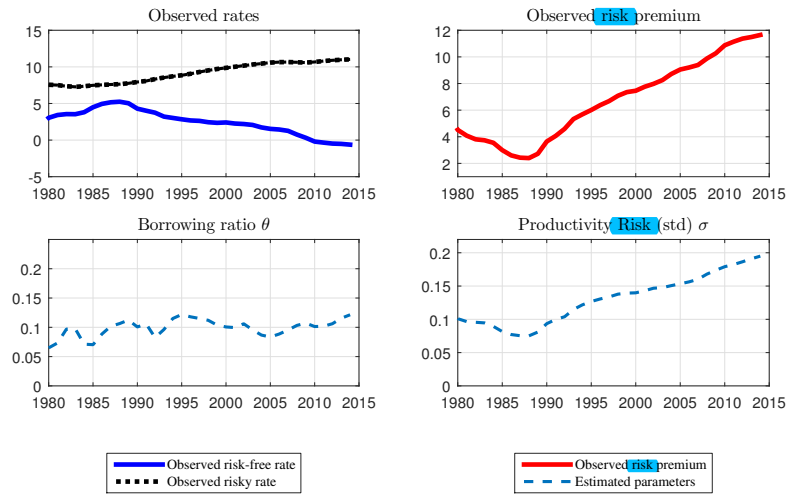 Observed rates
15
10
5
0
-5
1980 1985 1990 1995 2000 2005 2010 2015
Observed risk premium
12
10
8
6
4
2
1980 1985 1990 1995 2000 2005 2010 2015
Borrowing ratio θ
0.2
0.15
0.1
0.05
0
1980 1985 1990 1995 2000 2005 2010 2015
Productivity Risk (std) σ
0.2
0.15
0.1
0.05
0
1980 1985 1990 1995 2000 2005 2010 2015
Observed risk-free rate
Observed risky rate
Observed risk premium
Estimated parameters